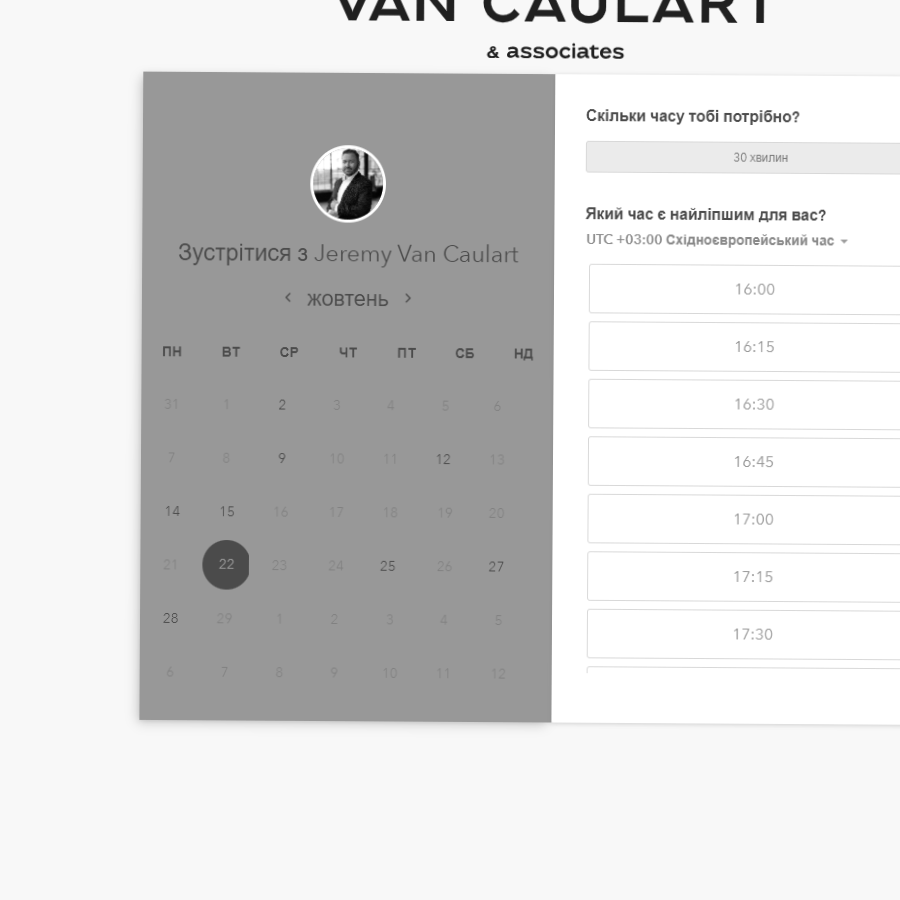 VAN CAULART
& associates
Зустрітися з Jeremy Van Caulart
жовтень
ПН ВТ СР ЧТ ПТ СБ НД
31 1 2 3 4 5 6
7 8 9 10 11 12 13
14 15 16 17 18 19 20
21 22 23 24 25 26 27
28 29 1 2 3 4 5
6 7 8 9 10 11 12
Скільки часу тобі потрібно?
30 хвилин
Який час є найліпшим для вас?
UTC +03:00 Східноєвропейський час
16:00
16:15
16:30
16:45
17:00
17:15
17:30